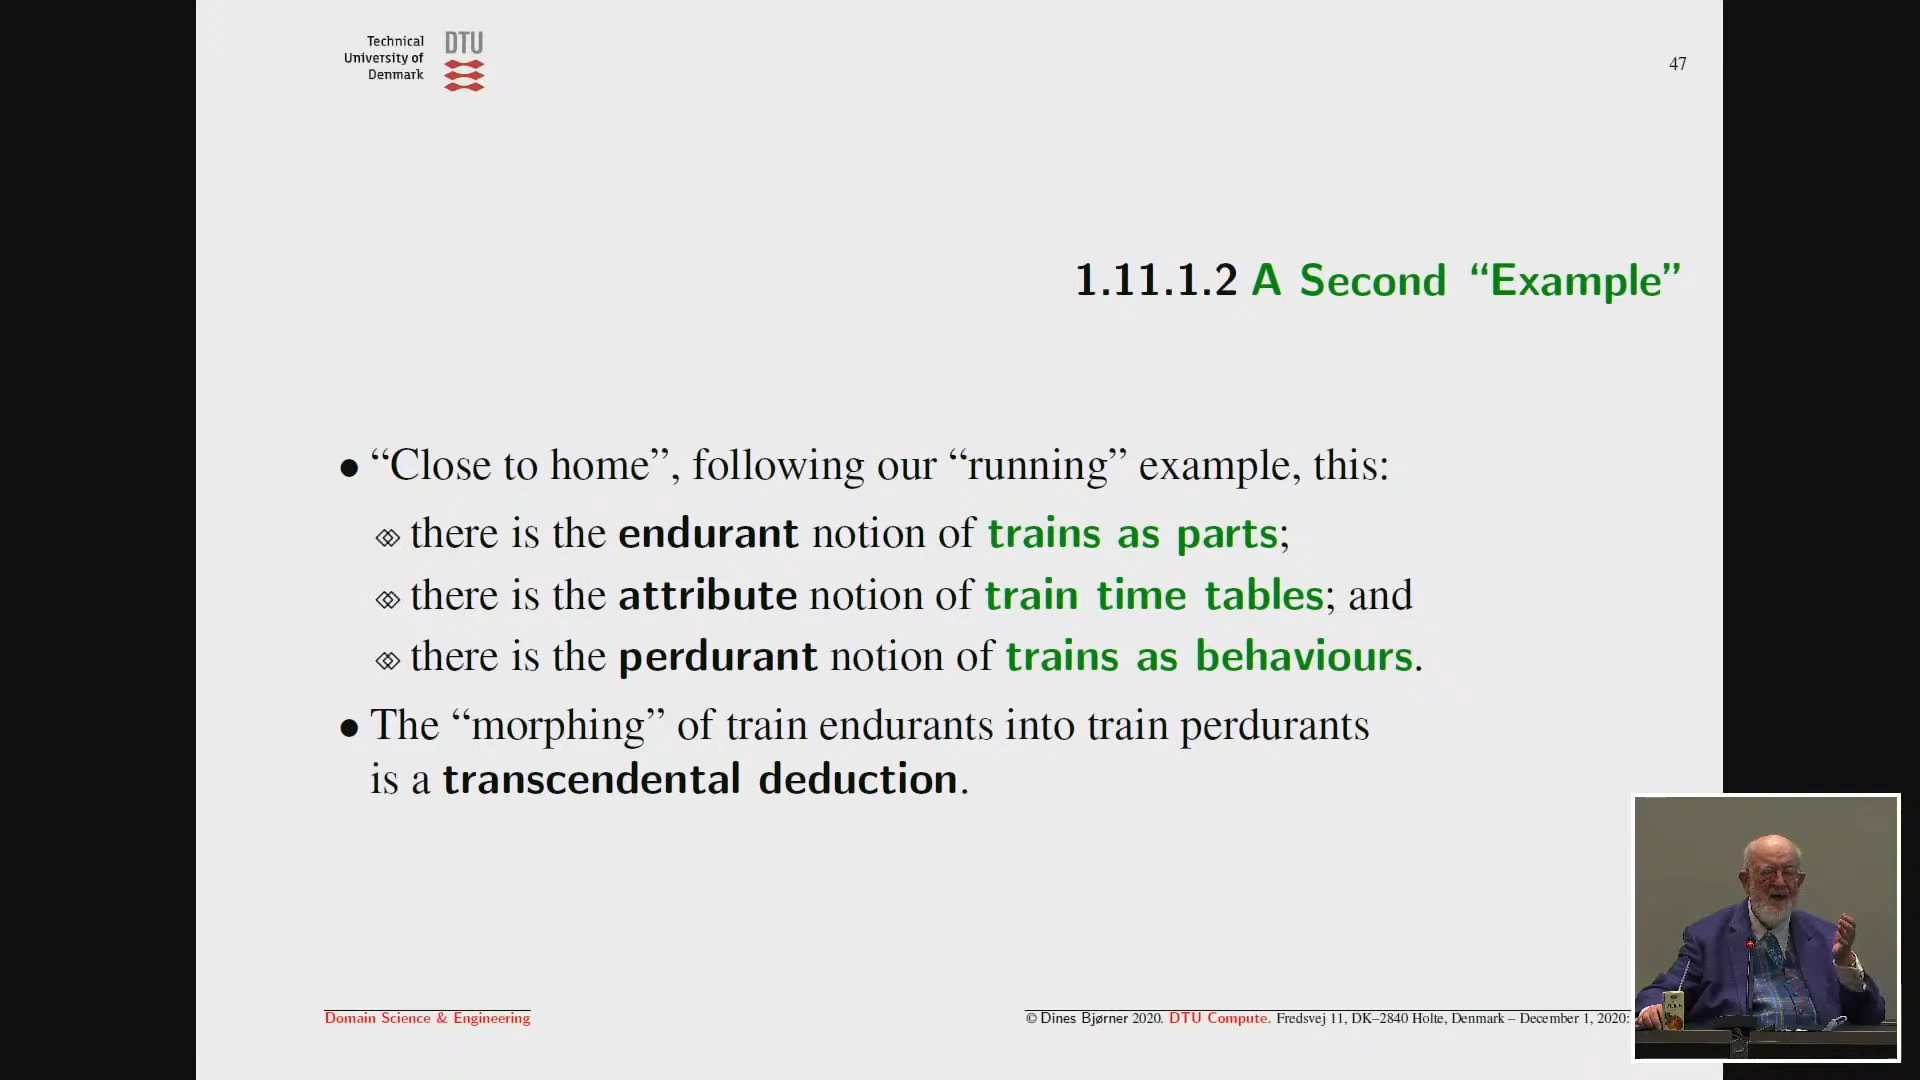 Technical
University of
Denmark
DTU
47
1.11.1.2 A Second “Example”
• “Close to home”, following our “running” example, this:
there is the endurant notion of trains as parts;
there is the attribute notion of train time tables; and
there is the perdurant notion of trains as behaviours.
• The “morphing” of train endurants into train perdurants
is a transcendental deduction.
Domain Science & Engineering
© Dines Bjørner 2020. DTU Compute. Fredsvej 11, DK–2840 Holte, Denmark – December 1, 2020: